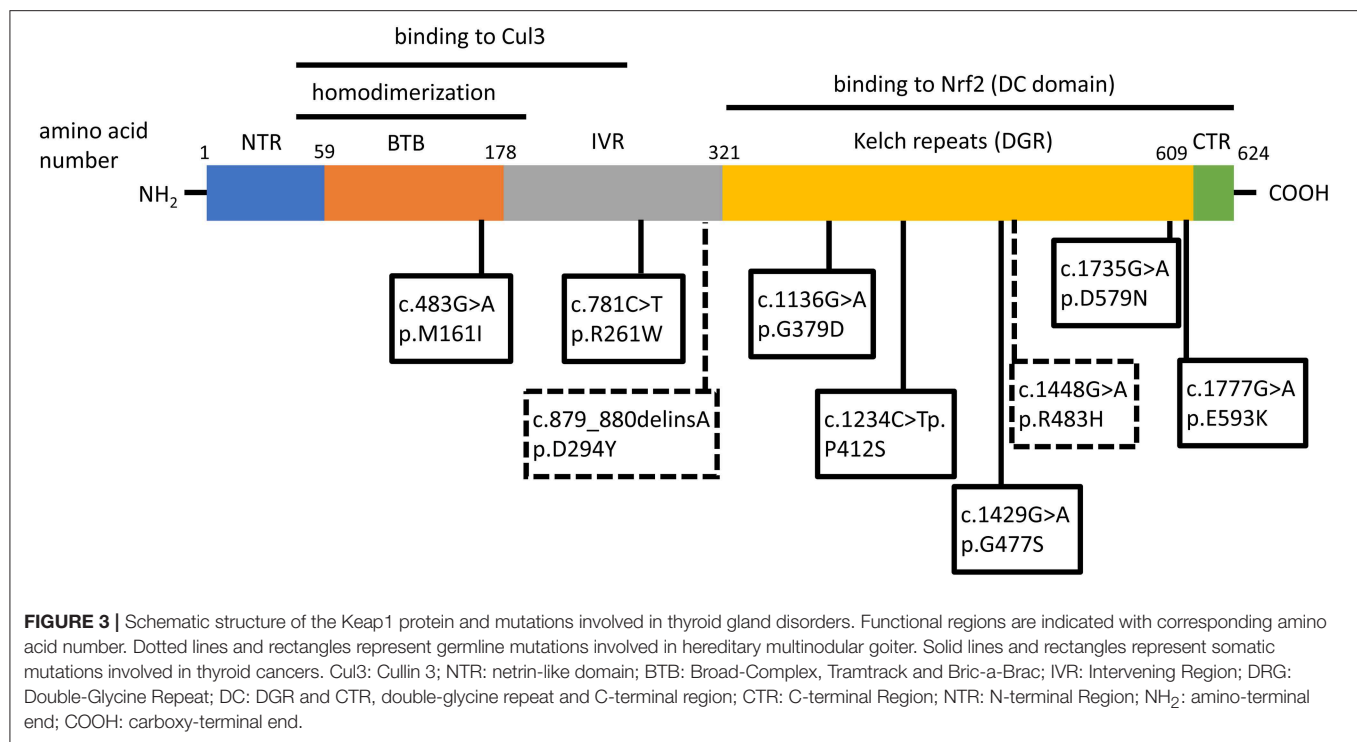 binding to Cul3
homodimerization
binding to Nrf2 (DC domain)
amino acid
number
1 NTR 59 BTB 178 IVR 321 Kelch repeats (DGR) 609 CTR 624
NH2
COOH
c.483G>A
p.M161I
c.781C>T
p.R261W
c.879_880delinsA
p.D294Y
c.1136G>A
p.G379D
c.1234C>Tp.
P412S
c.1429G>A
p.G477S
c.1448G>A
p.R483H
c.1735G>A
p.D579N
c.1777G>A
p.E593K
FIGURE 3 | Schematic structure of the Keap1 protein and mutations involved in thyroid gland disorders. Functional regions are indicated with corresponding amino
acid number. Dotted lines and rectangles represent germline mutations involved in hereditary multinodular goiter. Solid lines and rectangles represent somatic
mutations involved in thyroid cancers. Cul3: Cullin 3; NTR: netrin-like domain; BTB: Broad-Complex, Tramtrack and Bric-a-Brac; IVR: Intervening Region; DRG:
Double-Glycine Repeat; DC: DGR and CTR, double-glycine repeat and C-terminal region; CTR: C-terminal Region; NTR: N-terminal Region; NH2: amino-terminal
end; COOH: carboxy-terminal end.